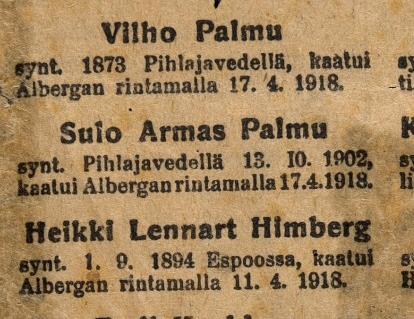 Vilho Palmu
synt. 1873 Pihlajavedellä, kaatui
Albergan rintamalla 17. 4. 1918.
Sulo Armas Palmu
synt. Pihlajavedellä 13. 10. 1902,
kaatui Albergan rintamalla 17.4.1918.
Heikki Lennart Himberg
synt. 1. 9. 1894 Espoossa, kaatui
Albergan rintamalla 11. 4. 1918.